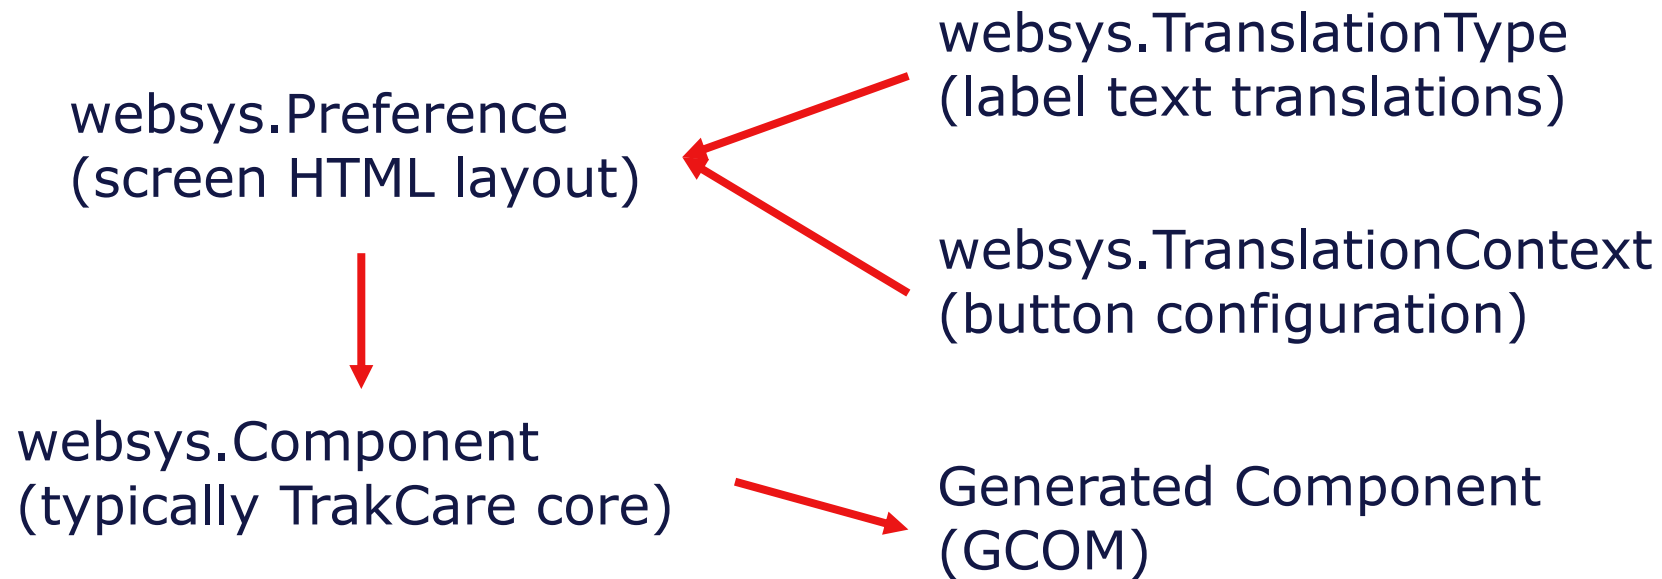 websys.TranslationType
(label text translations)
websys.Preference
(screen HTML layout)
websys.TranslationContext
(button configuration)
websys.Component
(typically TrakCare core)
Generated Component
(GCOM)